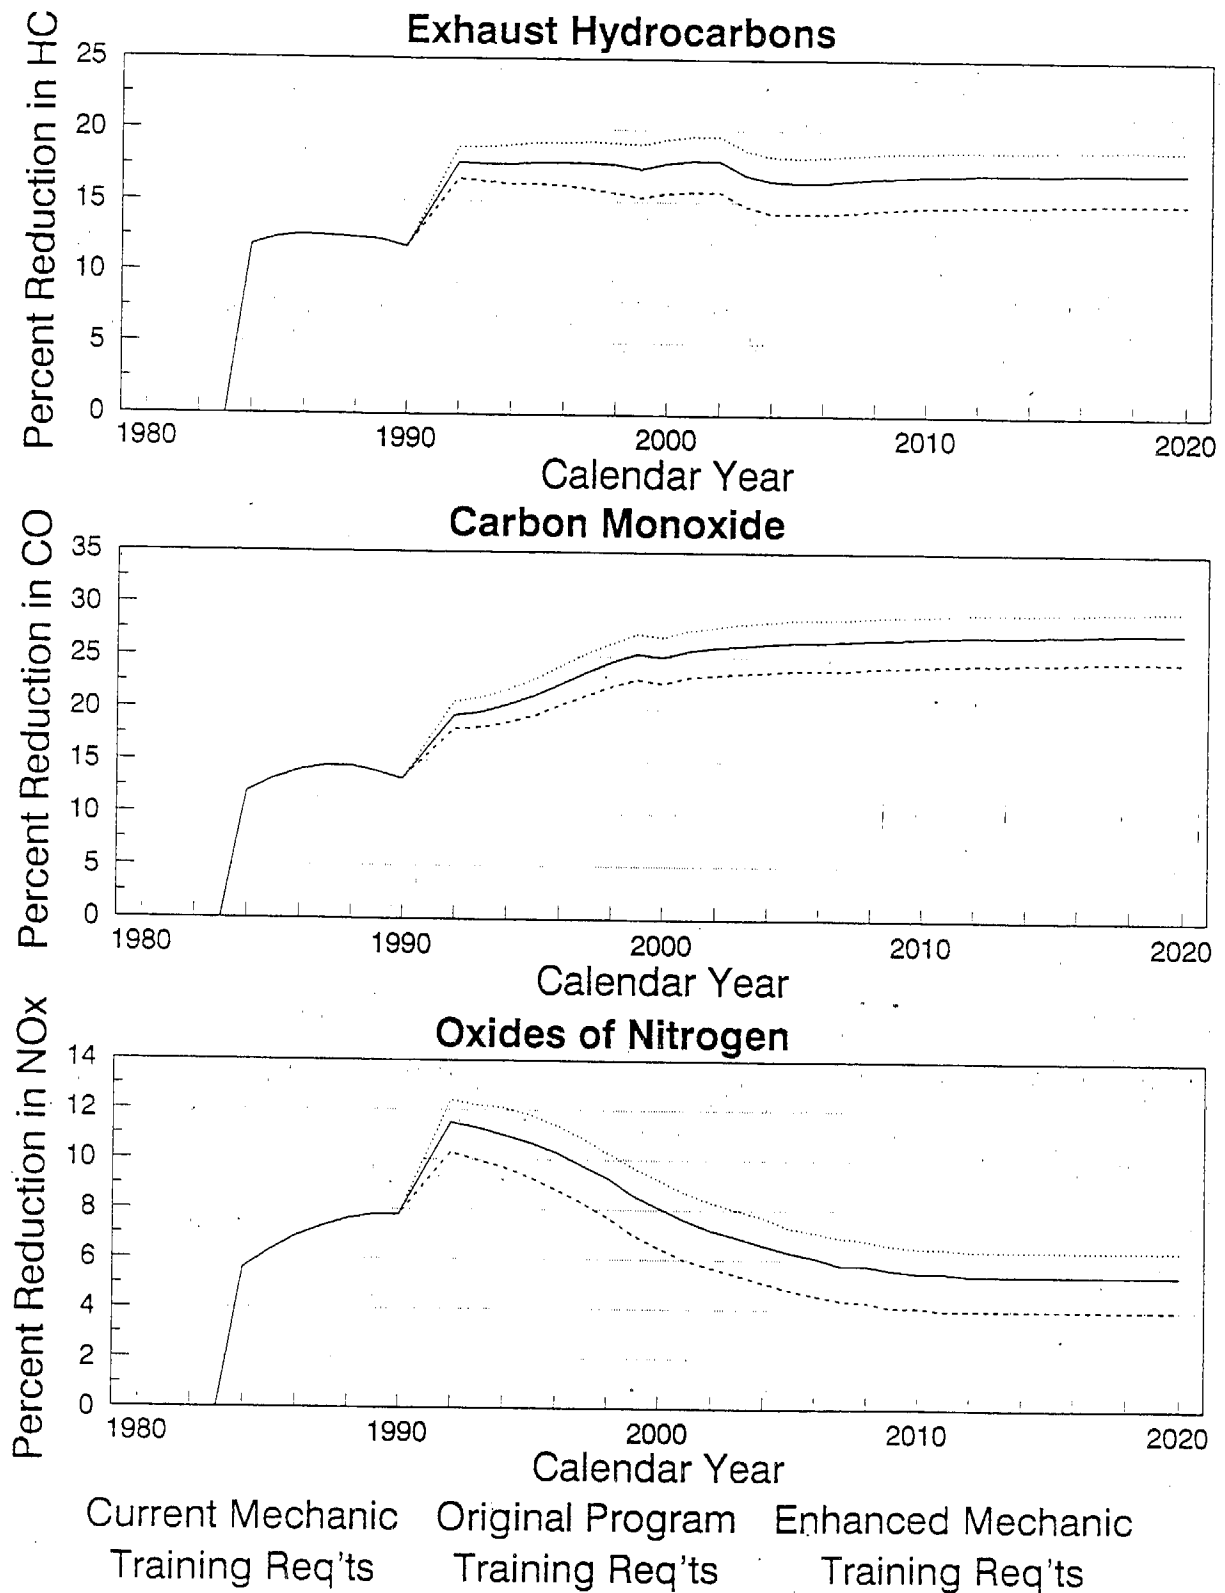 Exhaust Hydrocarbons
Percent Reduction in HC
25
20
15
10
5
0
1980 1990 2000 2010 2020
Calendar Year
Carbon Monoxide
Percent Reduction in CO
35
30
25
20
15
10
5
0
1980 1990 2000 2010 2020
Calendar Year
Oxides of Nitrogen
Percent Reduction in NOx
14
12
10
8
6
4
2
0
1980 1990 2000 2010 2020
Calendar Year
Current Mechanic Original Program Enhanced Mechanic
Training Req'ts Training Req'ts Training Req'ts